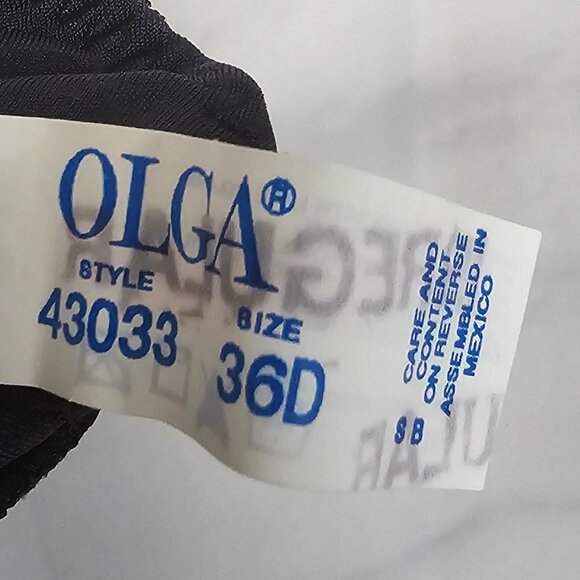 OLGA®
STYLE
43033
SIZE
36D
CARE AND
CONTENT
ON REVERSE
ASSEMBLED IN
MEXICO
SB